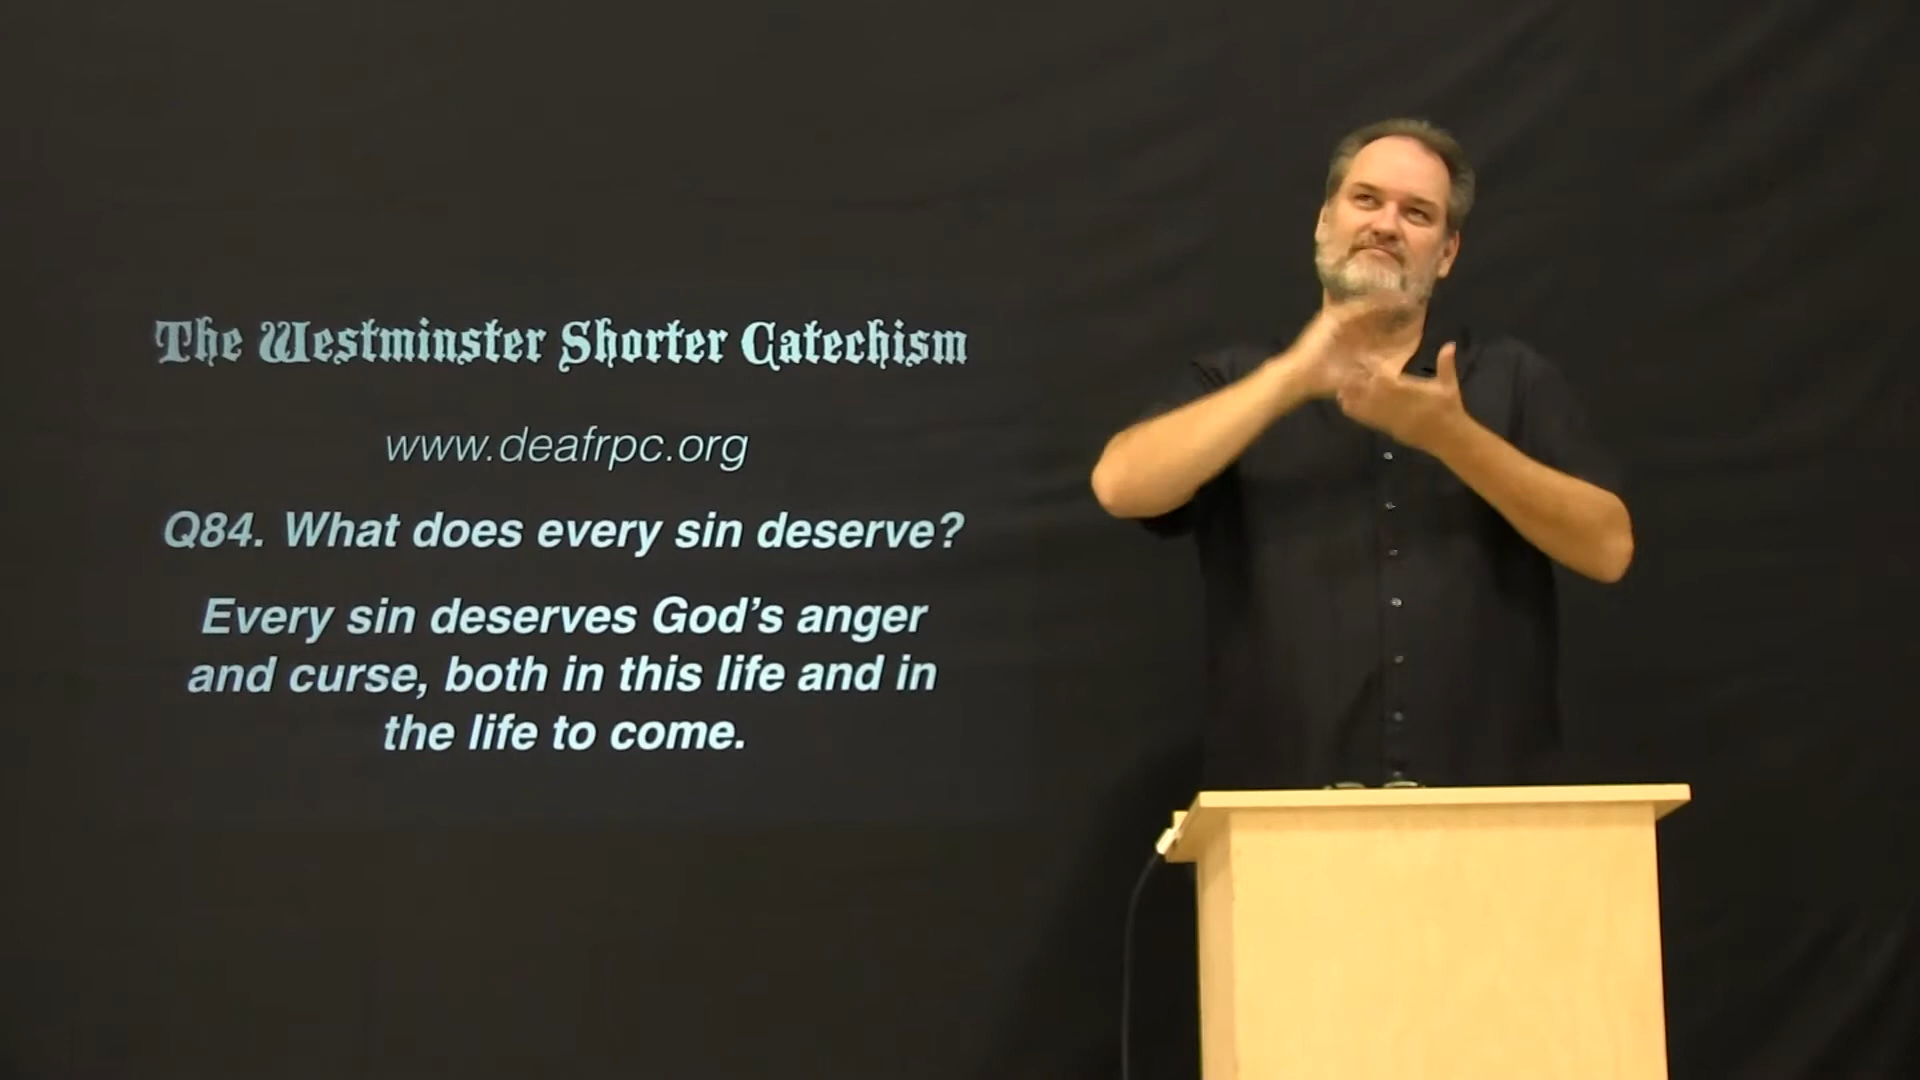 The Westminster Shorter Catechism
www.deafrpc.org
Q84. What does every sin deserve?
Every sin deserves God's anger
and curse, both in this life and in
the life to come.